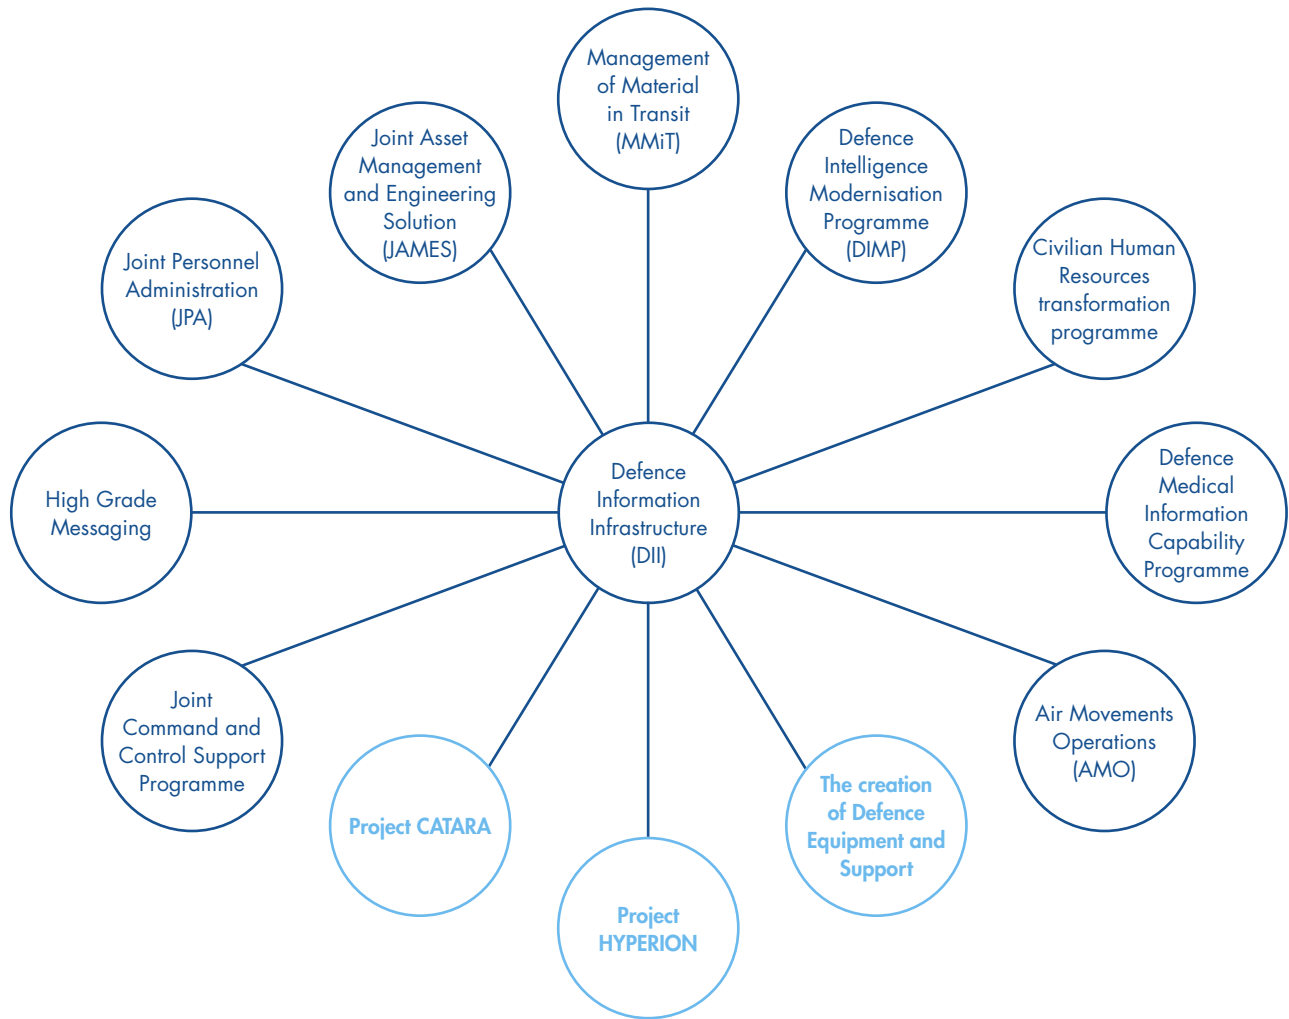 Management
of Material
in Transit
(MMiT)
Joint Asset
Management
and Engineering
Solution
(JAMES)
Defence
Intelligence
Modernisation
Programme
(DIMP)
Joint Personnel
Administration
(JPA)
Civilian Human
Resources
transformation
programme
High Grade
Messaging
Defence
Information
Infrastructure
(DII)
Defence
Medical
Information
Capability
Programme
Joint
Command and
Control Support
Programme
Air Movements
Operations
(AMO)
Project CATARA
The creation
of Defence
Equipment and
Support
Project
HYPERION